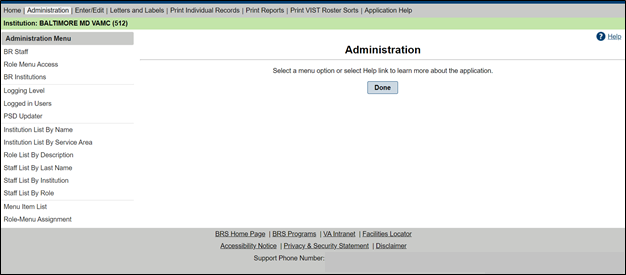 Home | Administration | Enter/Edit | Letters and Labels | Print Individual Records | Print Reports | Print VIST Roster Sorts | Application Help
Institution: BALTIMORE MD VAMC (512)
Administration Menu
BR Staff
Role Menu Access
BR Institutions
Logging Level
Logged in Users
PSD Updater
Institution List By Name
Institution List By Service Area
Role List By Description
Staff List By Last Name
Staff List By Institution
Staff List By Role
Menu Item List
Role-Menu Assignment
? Help
Administration
Select a menu option or select Help link to learn more about the application.
Done
BRS Home Page | BRS Programs | VA Intranet | Facilities Locator
Accessibility Notice | Privacy & Security Statement | Disclaimer
Support Phone Number: